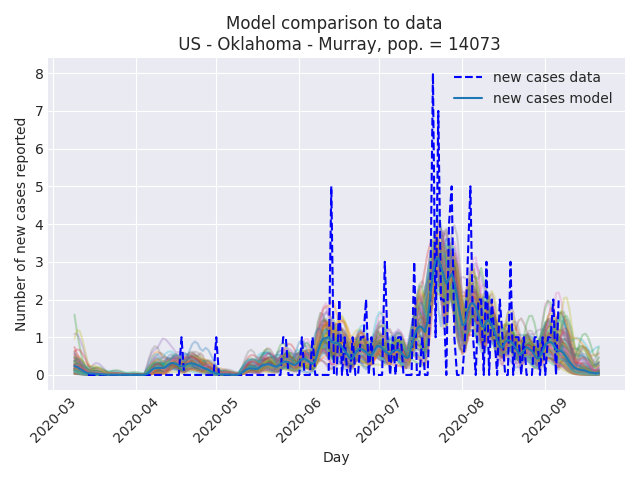 Model comparison to data
US - Oklahoma - Murray, pop. = 14073
new cases data
new cases model
Number of new cases reported
8
7
6
5
4
3
2
1
0
2020-03
2020-04
2020-05
2020-06
2020-07
2020-08
2020-09
Day